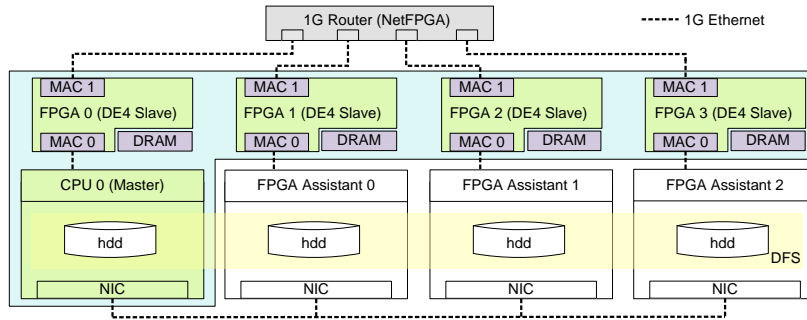 1G Router (NetFPGA)
1G Ethernet
MAC 1
MAC 1
MAC 1
MAC 1
FPGA 0 (DE4 Slave)
FPGA 1 (DE4 Slave)
FPGA 2 (DE4 Slave)
FPGA 3 (DE4 Slave)
MAC 0
DRAM
MAC 0
DRAM
MAC 0
DRAM
MAC 0
DRAM
CPU 0 (Master)
FPGA Assistant 0
FPGA Assistant 1
FPGA Assistant 2
hdd
hdd
hdd
hdd
DFS
NIC
NIC
NIC
NIC